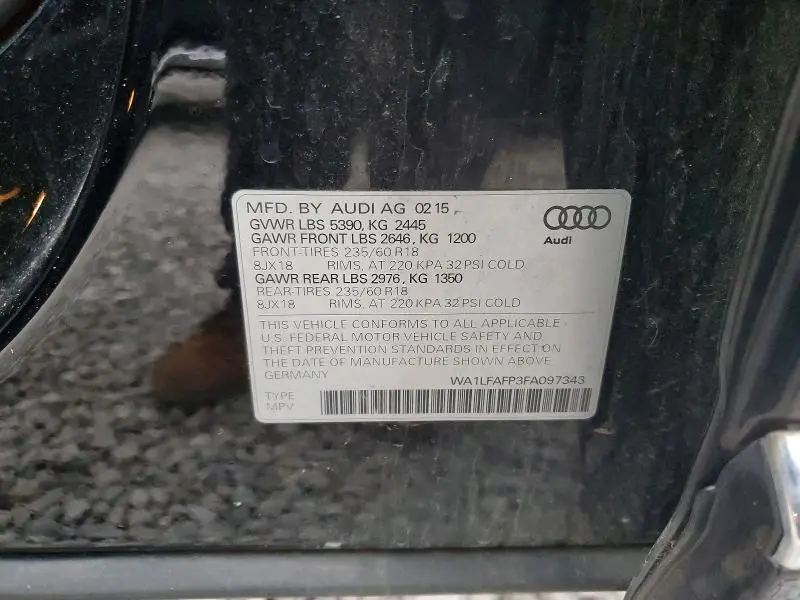 MFD. BY AUDI AG 02 15
GVWR LBS 5390, KG 2445
GAWR FRONT LBS 2646, KG 1200
FRONT-TIRES 235/60 R18
8JX18 RIMS, AT 220 KPA 32 PSI COLD
GAWR REAR LBS 2976, KG 1350
REAR-TIRES 235/60 R18
8JX18 RIMS, AT 220 KPA 32 PSI COLD
Audi
THIS VEHICLE CONFORMS TO ALL APPLICABLE
U.S. FEDERAL MOTOR VEHICLE SAFETY AND
THEFT PREVENTION STANDARDS IN EFFECT ON
THE DATE OF MANUFACTURE SHOWN ABOVE
GERMANY
WA1LFAFP3FA097343
TYPE
MPV